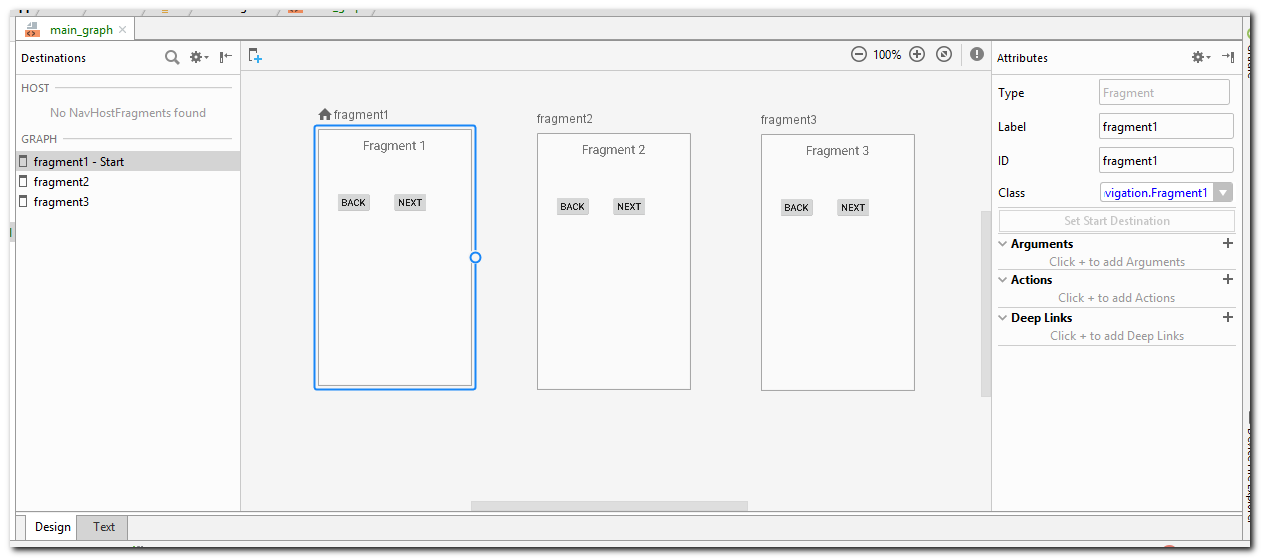 main_graph
Destinations
100%
Attributes
HOST
No NavHostFragments found
GRAPH
fragment1 - Start
fragment2
fragment3
fragment1
Fragment 1
BACK NEXT
fragment2
Fragment 2
BACK NEXT
fragment3
Fragment 3
BACK NEXT
Type Fragment
Label fragment1
ID fragment1
Class vigation.Fragment1
Set Start Destination
Arguments
Click + to add Arguments
Actions
Click + to add Actions
Deep Links
Click + to add Deep Links
Design Text